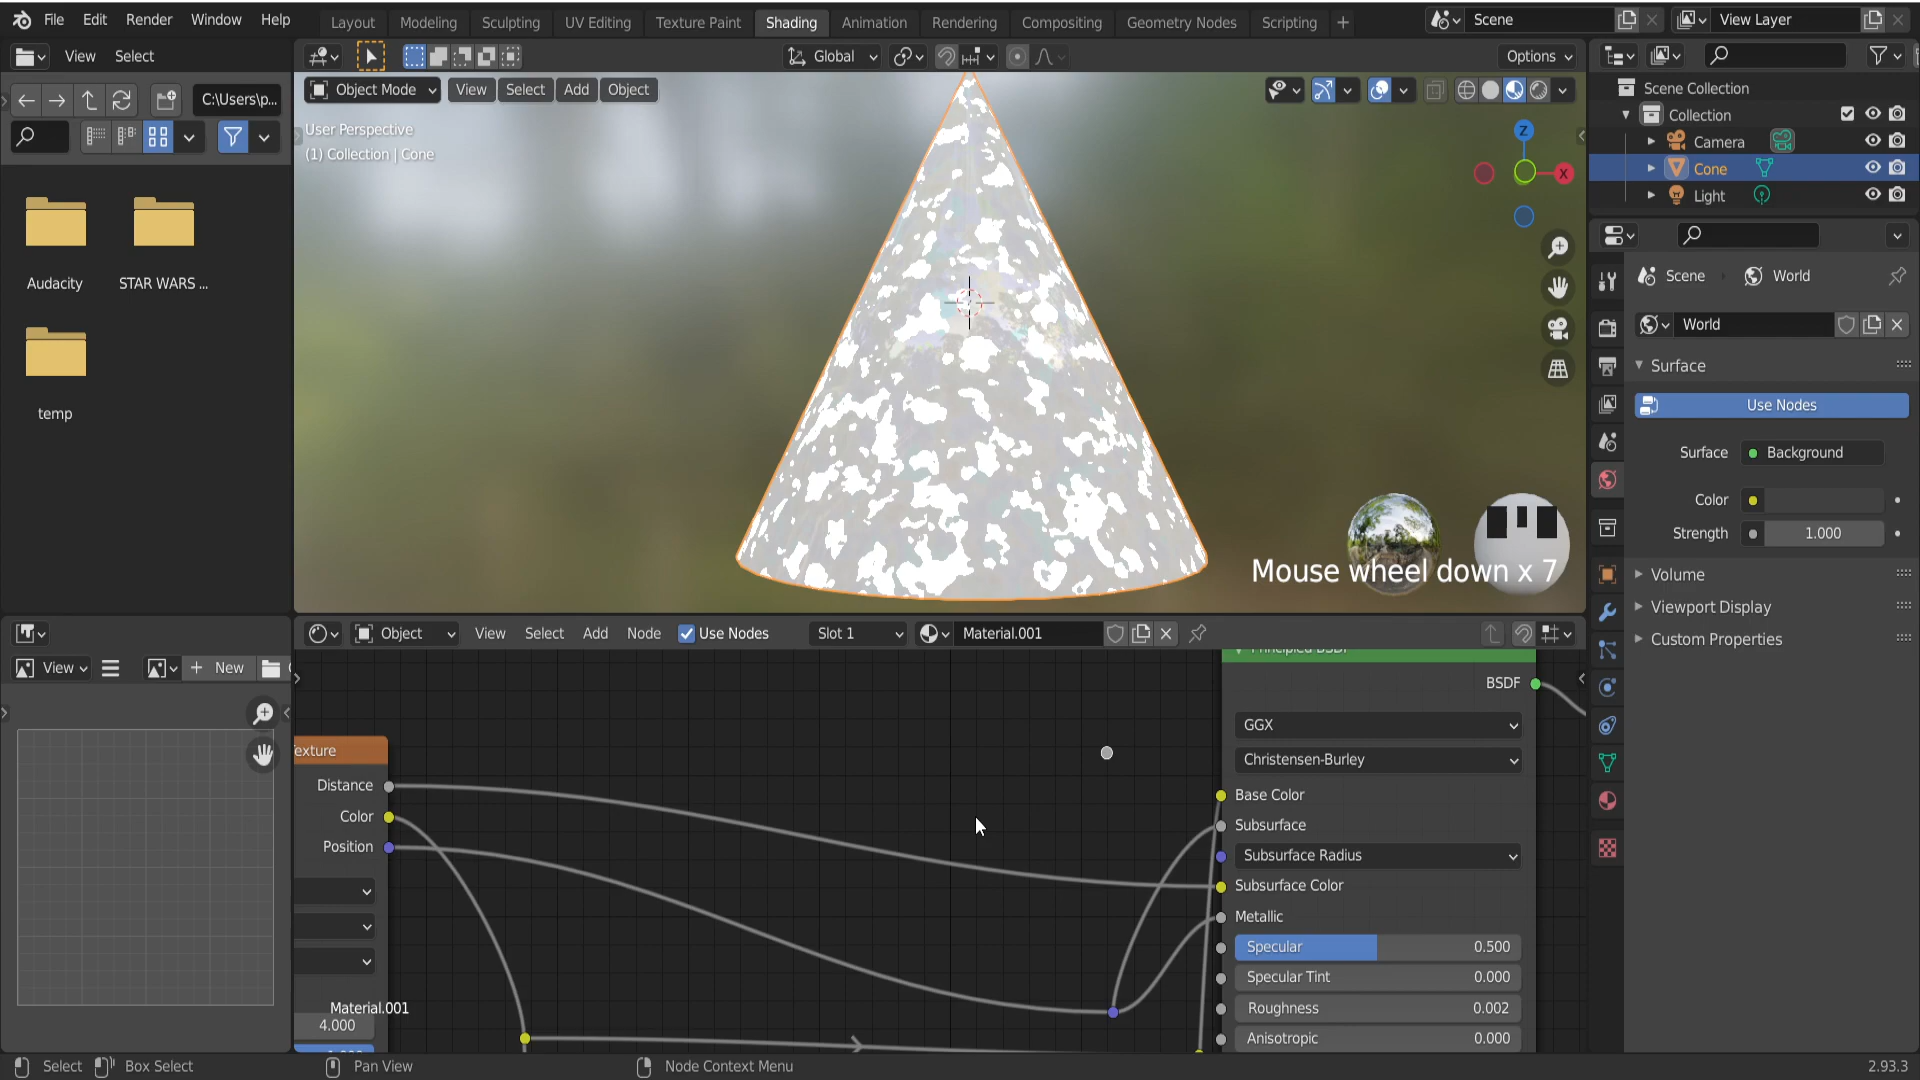 File Edit Render Window Help
Layout Modeling Sculpting UV Editing Texture Paint Shading Animation Rendering Compositing Geometry Nodes Scripting +
Scene
View Layer
View Select
Global
Options
C:\Users\p...
Object Mode View Select Add Object
User Perspective
(1) Collection | Cone
Z
X
Audacity
STAR WARS ...
temp
Mouse wheel down x 7
Scene Collection
Collection
Camera
Cone
Light
Scene World
World
Surface
Use Nodes
Surface Background
Color
Strength 1.000
Volume
Viewport Display
Custom Properties
View
New
Object View Select Add Node Use Nodes Slot 1 Material.001
Distance
Color
Position
Material.001
4.000
BSDF
GGX
Christensen-Burley
Base Color
Subsurface
Subsurface Radius
Subsurface Color
Metallic
Specular 0.500
Specular Tint 0.000
Roughness 0.002
Anisotropic 0.000
Select Box Select Pan View Node Context Menu 2.93.3